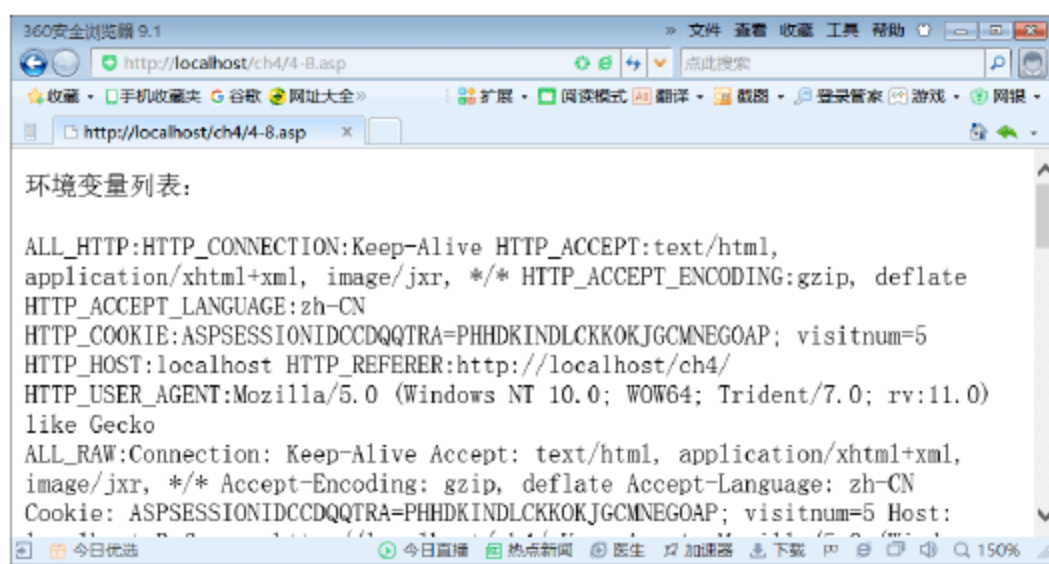 360安全浏览器 9.1 » 文件 查看 收藏 工具 帮助
http://localhost/ch4/4-8.asp 点此搜索
收藏 手机收藏夹 谷歌 网址大全» 扩展 阅读模式 翻译 截图 登录管家 游戏 网银
http://localhost/ch4/4-8.asp ×
环境变量列表:
ALL_HTTP:HTTP_CONNECTION:Keep-Alive HTTP_ACCEPT:text/html,
application/xhtml+xml, image/jxr, */* HTTP_ACCEPT_ENCODING:gzip, deflate
HTTP_ACCEPT_LANGUAGE:zh-CN
HTTP_COOKIE:ASPSESSIONIDCCDQQTRA=PHHDKINDLCKKOKJGCMNEGOAP; visitnum=5
HTTP_HOST:localhost HTTP_REFERER:http://localhost/ch4/
HTTP_USER_AGENT:Mozilla/5.0 (Windows NT 10.0; WOW64; Trident/7.0; rv:11.0)
like Gecko
ALL_RAW:Connection: Keep-Alive Accept: text/html, application/xhtml+xml,
image/jxr, */* Accept-Encoding: gzip, deflate Accept-Language: zh-CN
Cookie: ASPSESSIONIDCCDQQTRA=PHHDKINDLCKKOKJGCMNEGOAP; visitnum=5 Host:
今日优选 今日直播 热点新闻 医生 加速器 下载 150%